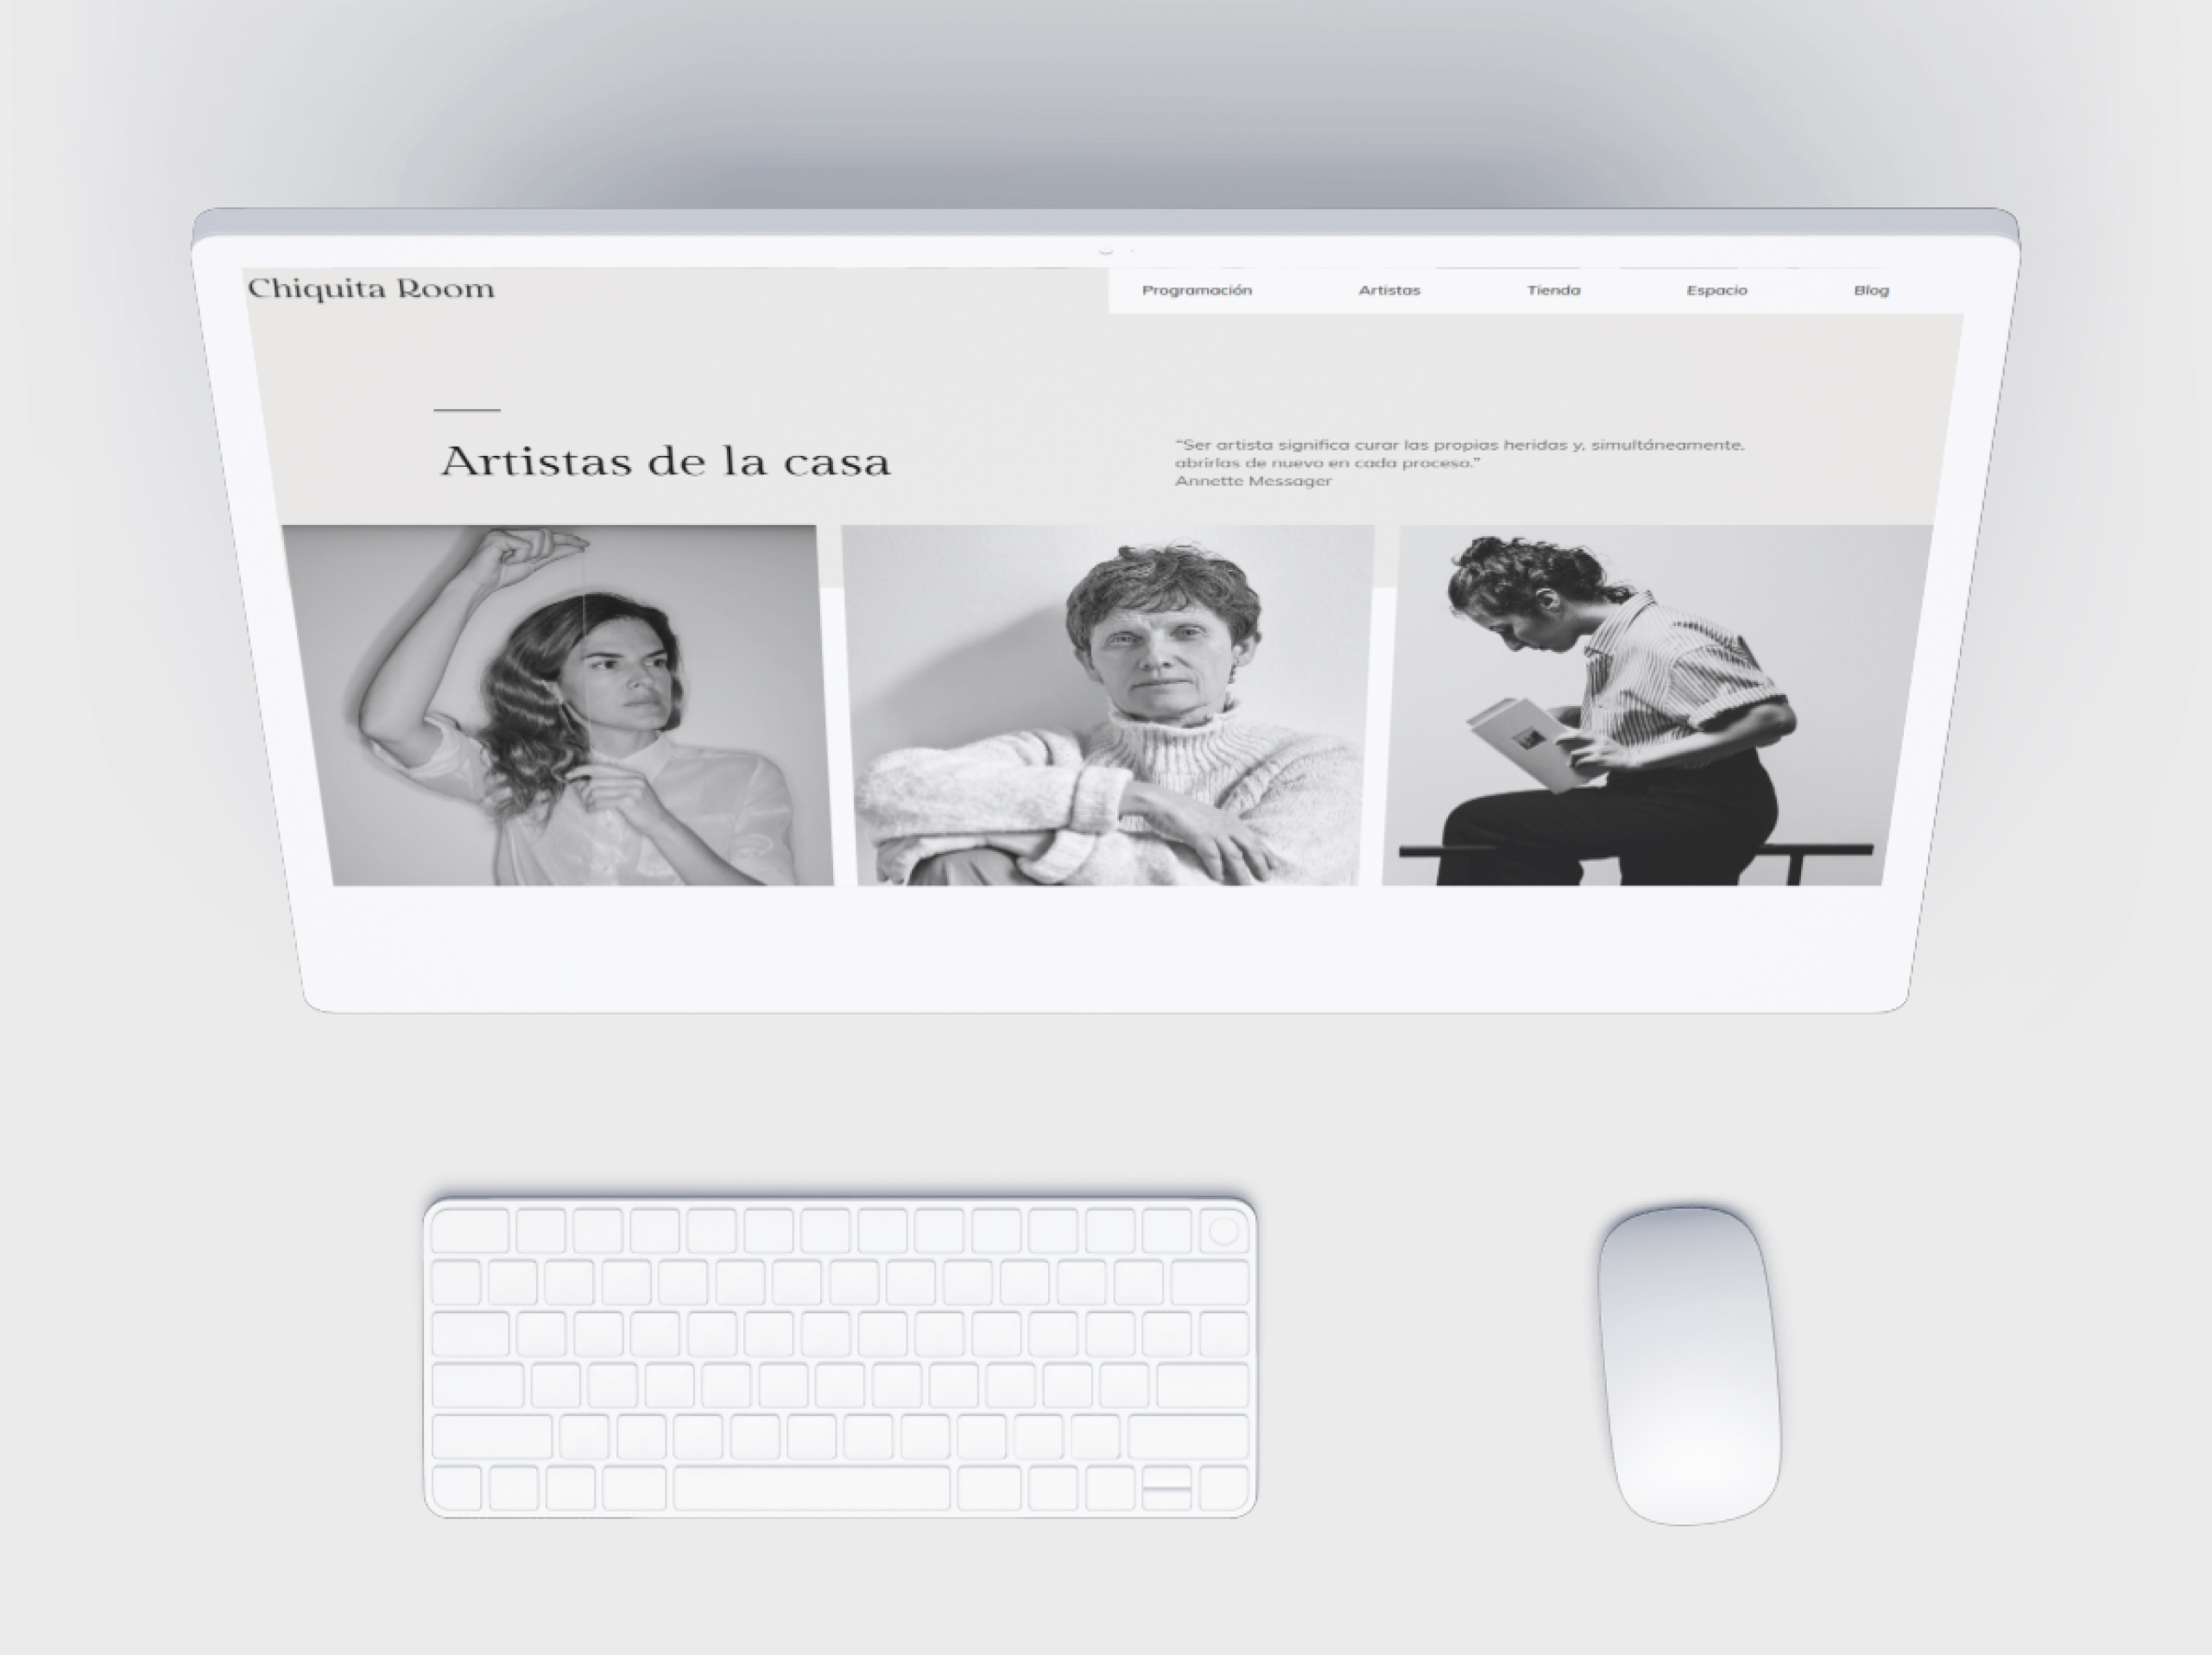 Chiquita Room
Programación Artistas Tienda Espacio Blog
Artistas de la casa
“Ser artista significa curar las propias heridas y, simultáneamente,
abrirlas de nuevo en cada proceso.”
Annette Messager